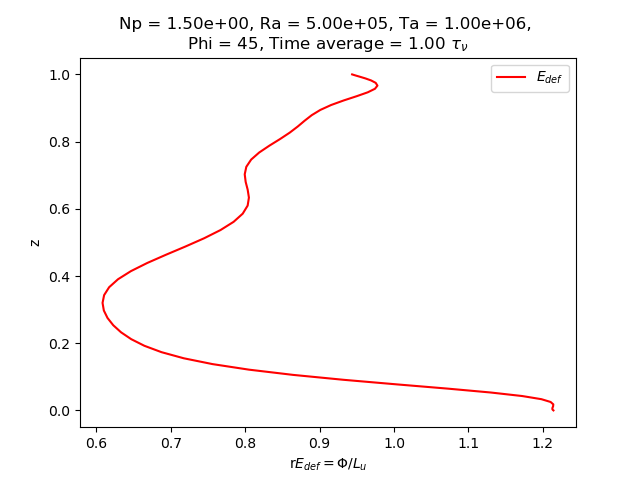 Np = 1.50e+00, Ra = 5.00e+05, Ta = 1.00e+06,
Phi = 45, Time average = 1.00 τ_ν
E_def
1.0
0.8
0.6
0.4
0.2
0.0
z
0.6 0.7 0.8 0.9 1.0 1.1 1.2
rE_def = Φ/L_u